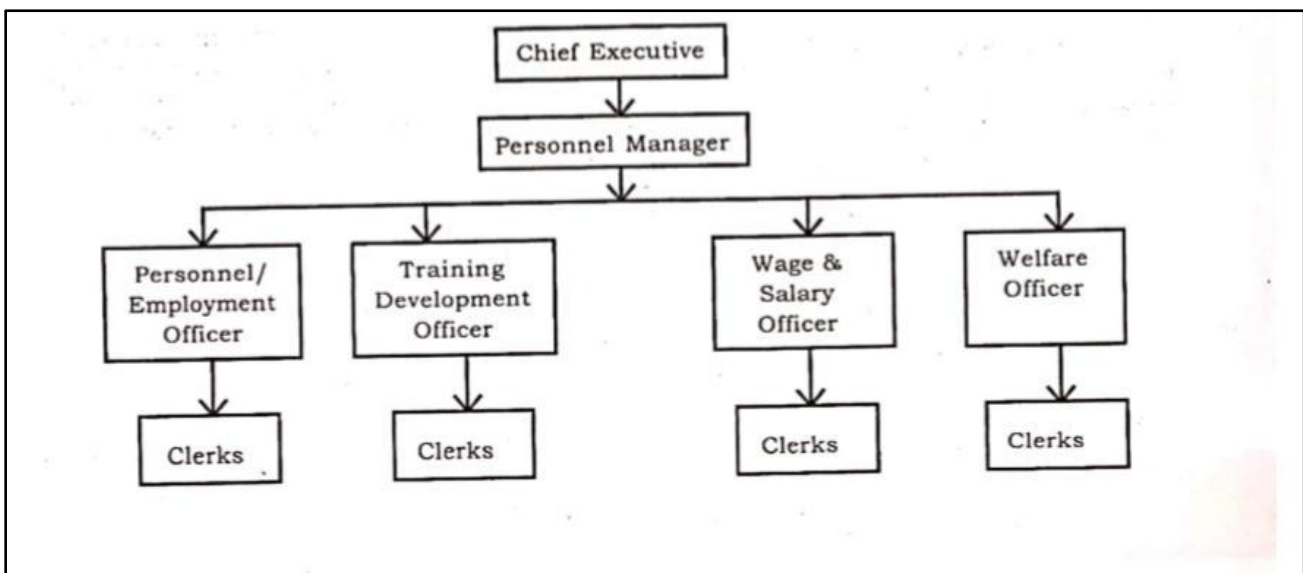 Chief Executive
Personnel Manager
Personnel/
Employment
Officer
Training
Development
Officer
Wage &
Salary
Officer
Welfare
Officer
Clerks
Clerks
Clerks
Clerks